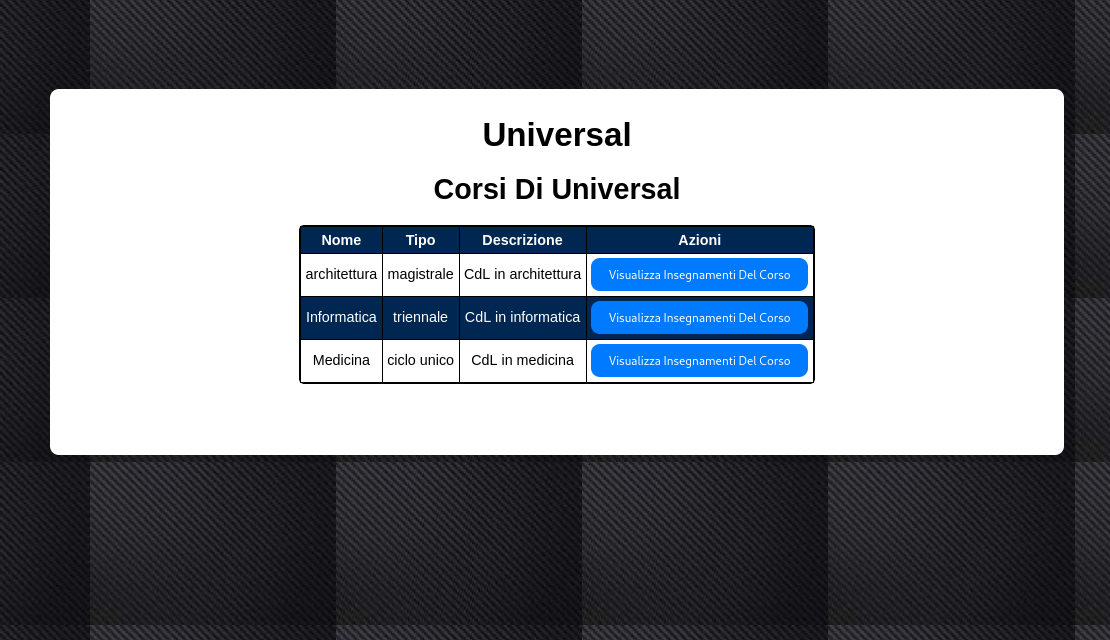 Universal
Corsi Di Universal
Nome Tipo Descrizione Azioni
architettura magistrale CdL in architettura Visualizza Insegnamenti Del Corso
Informatica triennale CdL in informatica Visualizza Insegnamenti Del Corso
Medicina ciclo unico CdL in medicina Visualizza Insegnamenti Del Corso